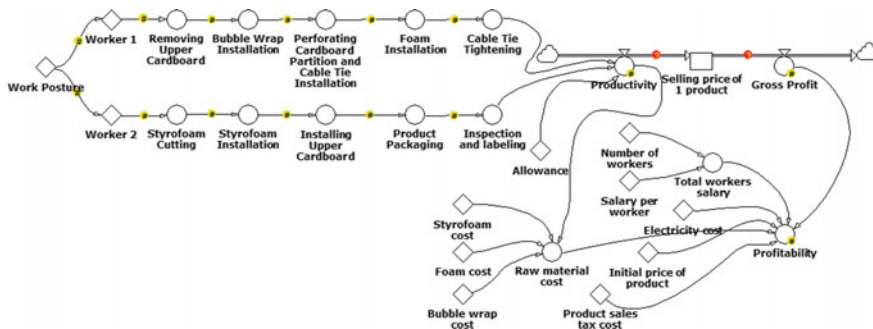 Work Posture
Worker 1
Removing
Upper
Cardboard
Bubble Wrap
Installation
Perforating
Cardboard
Partition and
Cable Tie
Installation
Foam
Installation
Cable Tie
Tightening
Worker 2
Styrofoam
Cutting
Styrofoam
Installation
Installing
Upper
Cardboard
Product
Packaging
Inspection
and labeling
Productivity
Selling price of
1 product
Gross Profit
Allowance
Number of
workers
Salary per
worker
Total workers
salary
Electricity cost
Styrofoam
cost
Foam cost
Bubble wrap
cost
Raw material
cost
Initial price of
product
Product sales
tax cost
Profitability